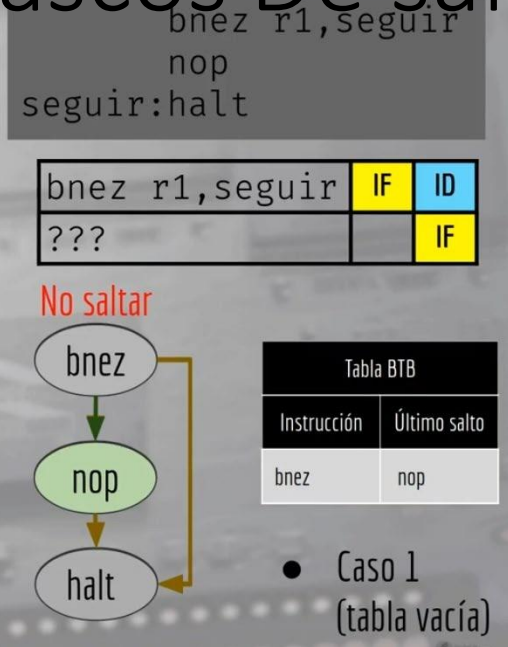 bnez r1,seguir
nop
seguir:halt
bnez r1,seguir IF ID
??? IF
No saltar
bnez
nop
halt
Tabla BTB
Instrucción Último salto
bnez nop
• Caso 1
(tabla vacía)